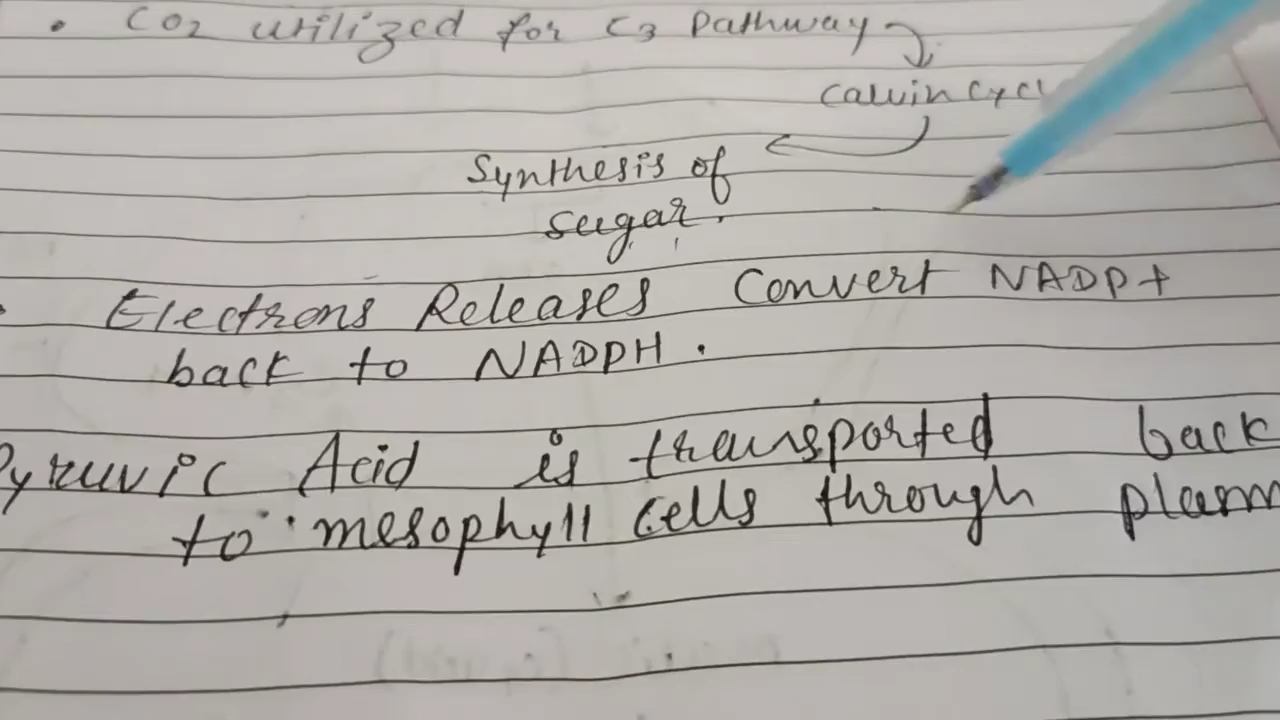 • CO2 utilized for C3 Pathway
Calvin Cycl
Synthesis of
sugar.
Electrons Releases Convert NADP+
back to NADPH.
Pyruvic Acid is transported back
to mesophyll cells through plasm